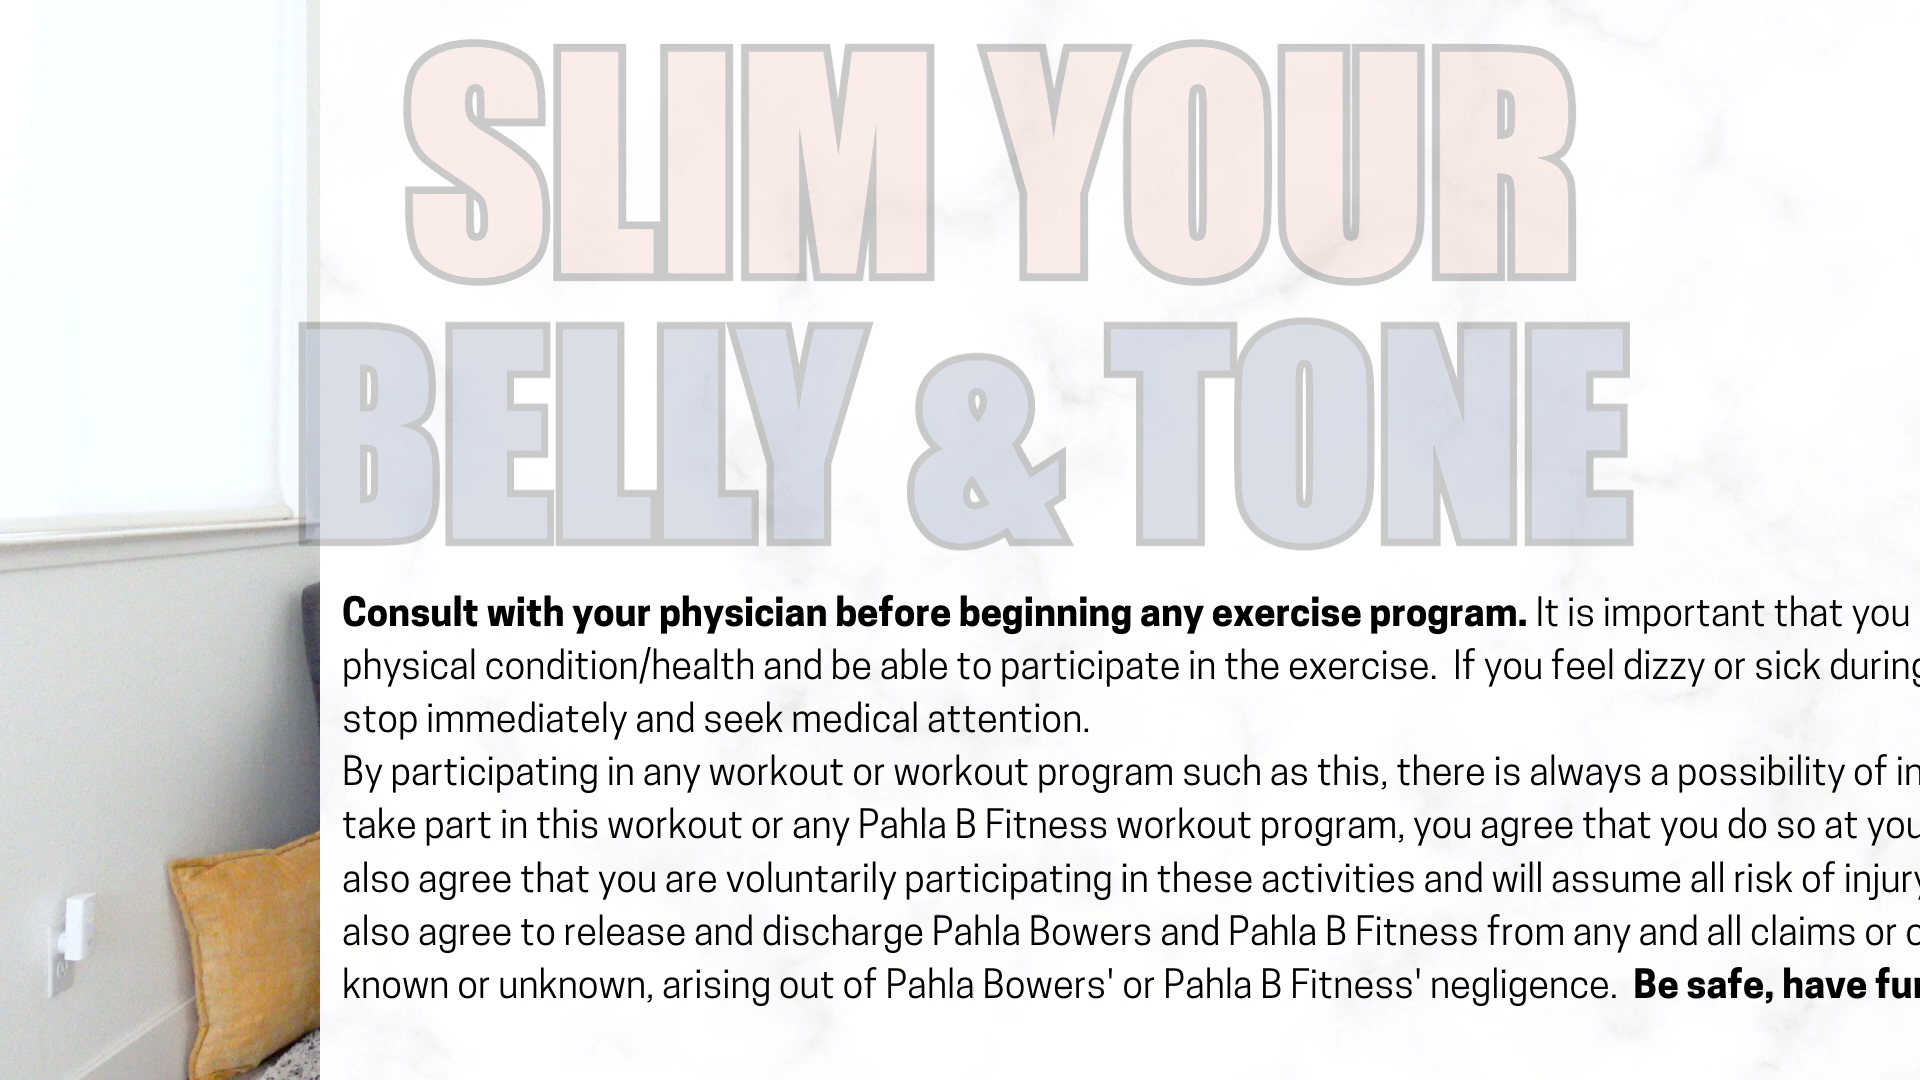 SLIM YOUR
BELLY & TONE
Consult with your physician before beginning any exercise program. It is important that you
physical condition/health and be able to participate in the exercise. If you feel dizzy or sick during
stop immediately and seek medical attention.
By participating in any workout or workout program such as this, there is always a possibility of
take part in this workout or any Pahla B Fitness workout program, you agree that you do so at
also agree that you are voluntarily participating in these activities and will assume all risk of injury
also agree to release and discharge Pahla Bowers and Pahla B Fitness from any and all claims or
known or unknown, arising out of Pahla Bowers' or Pahla B Fitness' negligence. Be safe, have